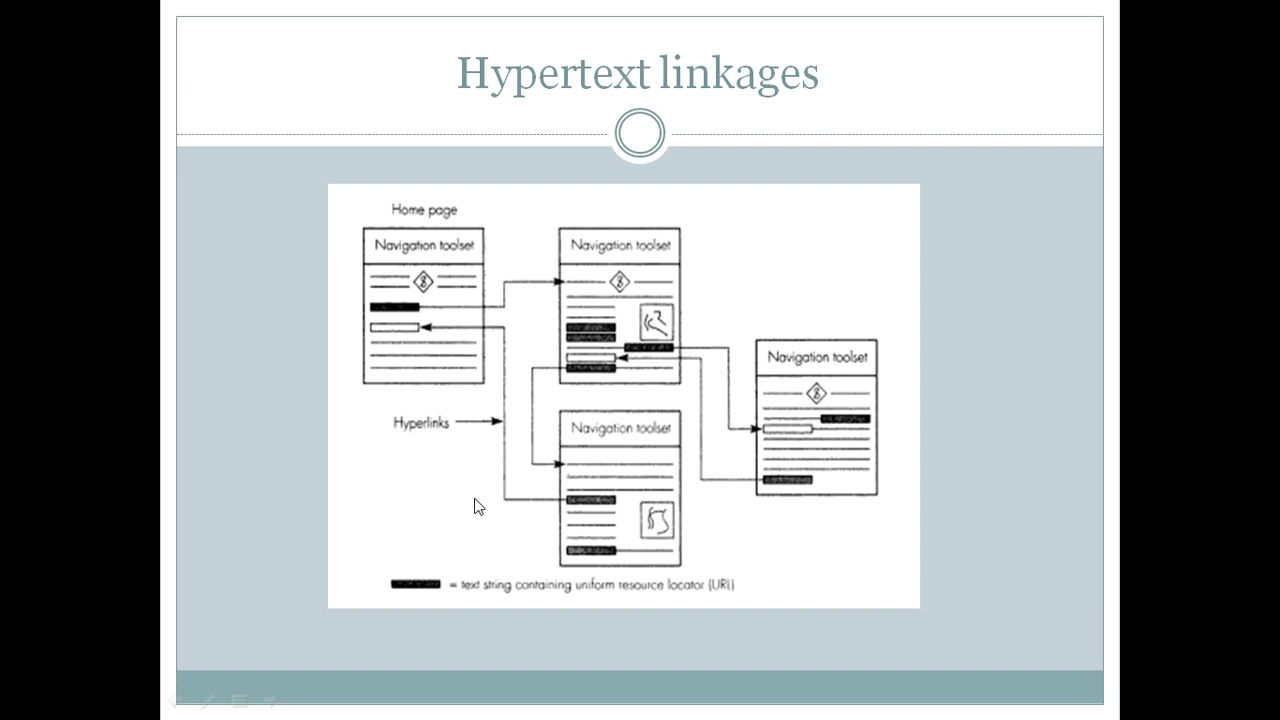 Hypertext linkages
Home page
Navigation toolset
Navigation toolset
Navigation toolset
Hyperlinks
Navigation toolset
= text string containing uniform resource locator (URL)